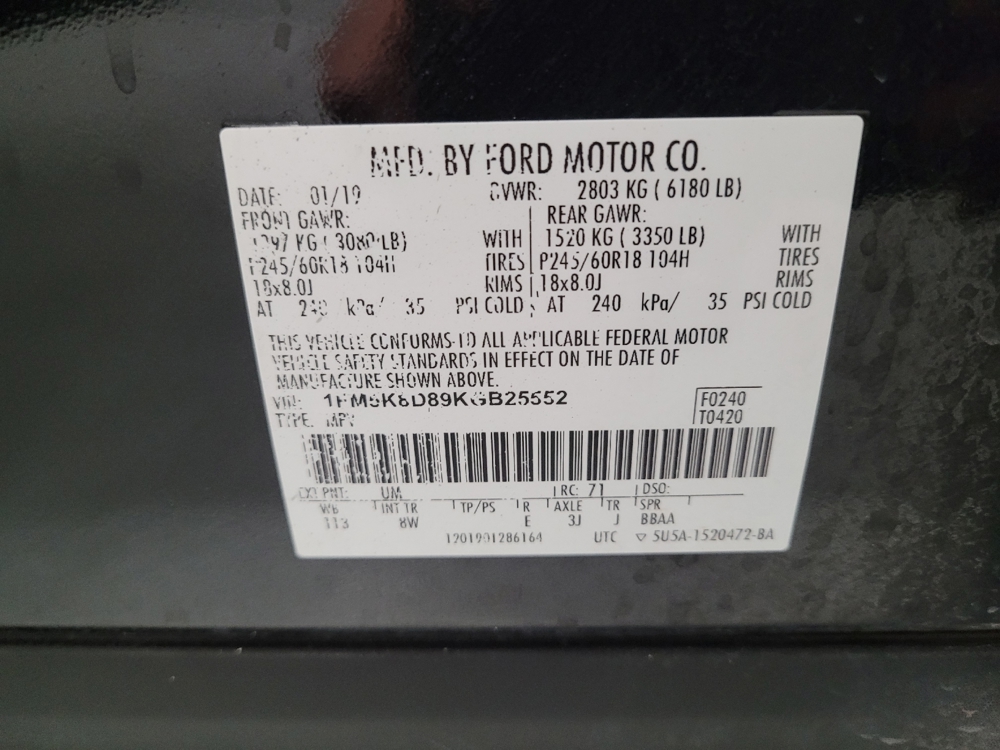 MFD. BY FORD MOTOR CO.
DATE: 01/19 GVWR: 2803 KG ( 6180 LB)
FRONT GAWR: REAR GAWR:
1397 KG ( 3080 LB) WITH 1520 KG ( 3350 LB) WITH
P245/60R18 104H TIRES P245/60R18 104H TIRES
18x8.0J RIMS 18x8.0J RIMS
AT 240 kPa/ 35 PSI COLD AT 240 kPa/ 35 PSI COLD
THIS VEHICLE CONFORMS TO ALL APPLICABLE FEDERAL MOTOR
VEHICLE SAFETY STANDARDS IN EFFECT ON THE DATE OF
MANUFACTURE SHOWN ABOVE.
VIN: 1FM5K8D89KGB25552 F0240
TYPE: MPV T0420
EXT PNT: UM RC: 71 DSO:
WB INT TR TP/PS R AXLE TR SPR
113 8W E 3J J BBAA
1201901286164 UTC ▽ 5U5A-1520472-BA